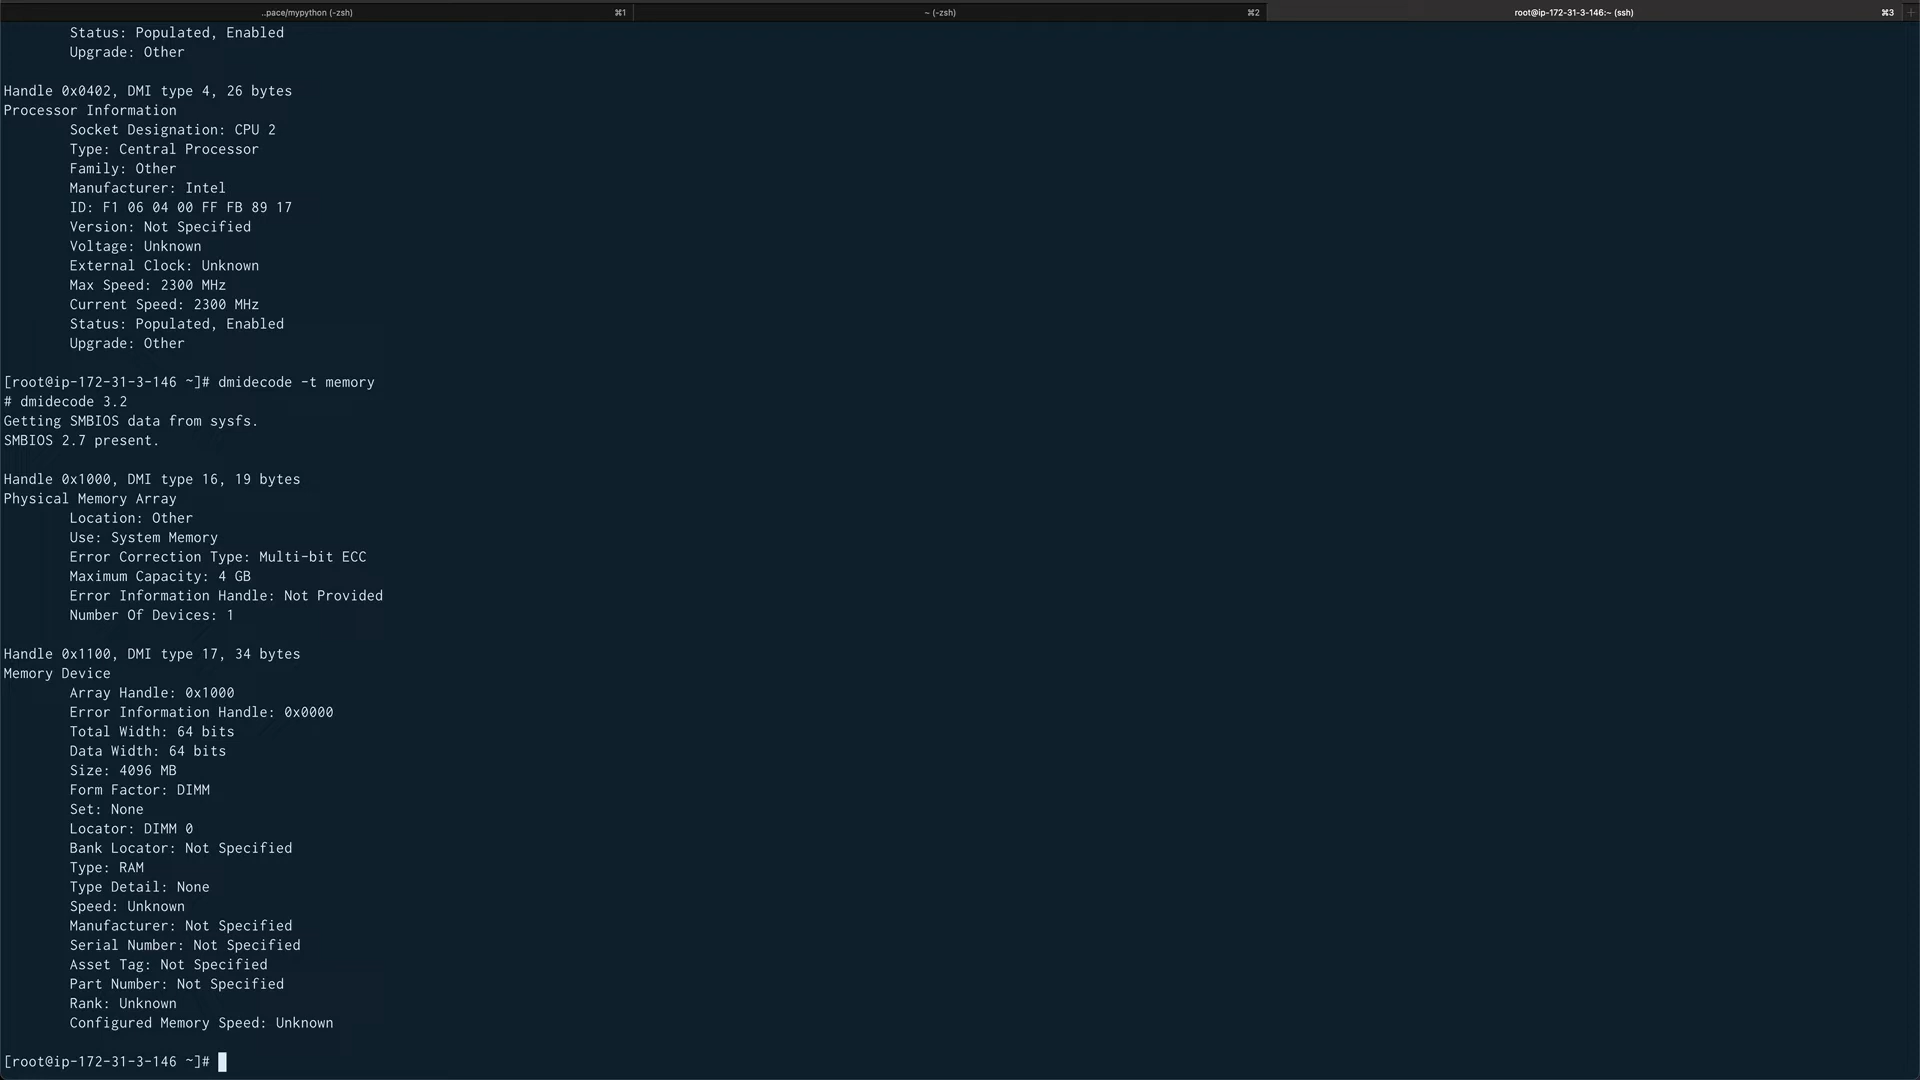 ..pace/mypython (-zsh) ⌘1 ~ (-zsh) ⌘2 root@ip-172-31-3-146:~ (ssh) ⌘3 +
Status: Populated, Enabled
Upgrade: Other
Handle 0x0402, DMI type 4, 26 bytes
Processor Information
Socket Designation: CPU 2
Type: Central Processor
Family: Other
Manufacturer: Intel
ID: F1 06 04 00 FF FB 89 17
Version: Not Specified
Voltage: Unknown
External Clock: Unknown
Max Speed: 2300 MHz
Current Speed: 2300 MHz
Status: Populated, Enabled
Upgrade: Other
[root@ip-172-31-3-146 ~]# dmidecode -t memory
# dmidecode 3.2
Getting SMBIOS data from sysfs.
SMBIOS 2.7 present.
Handle 0x1000, DMI type 16, 19 bytes
Physical Memory Array
Location: Other
Use: System Memory
Error Correction Type: Multi-bit ECC
Maximum Capacity: 4 GB
Error Information Handle: Not Provided
Number Of Devices: 1
Handle 0x1100, DMI type 17, 34 bytes
Memory Device
Array Handle: 0x1000
Error Information Handle: 0x0000
Total Width: 64 bits
Data Width: 64 bits
Size: 4096 MB
Form Factor: DIMM
Set: None
Locator: DIMM 0
Bank Locator: Not Specified
Type: RAM
Type Detail: None
Speed: Unknown
Manufacturer: Not Specified
Serial Number: Not Specified
Asset Tag: Not Specified
Part Number: Not Specified
Rank: Unknown
Configured Memory Speed: Unknown
[root@ip-172-31-3-146 ~]#